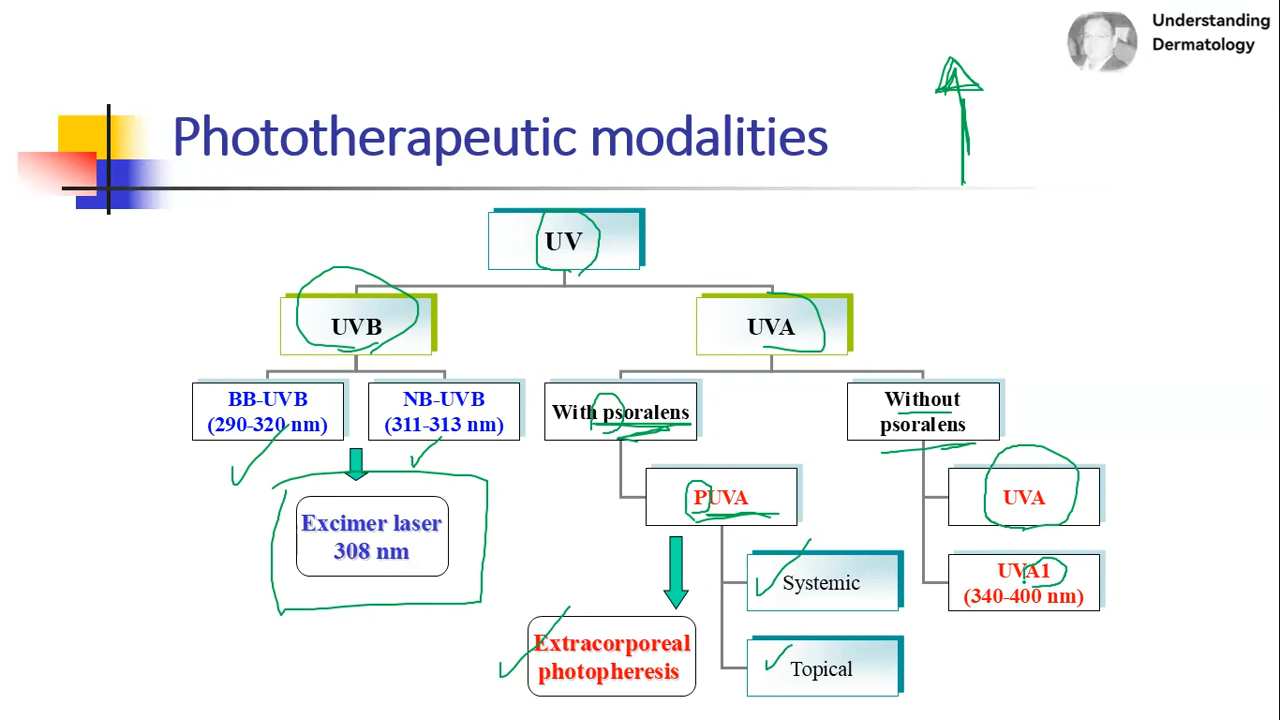 Understanding
Dermatology
Phototherapeutic modalities
UV
UVB
UVA
BB-UVB
(290-320 nm)
NB-UVB
(311-313 nm)
With psoralens
Without
psoralens
PUVA
UVA
Excimer laser
308 nm
Systemic
UVA1
(340-400 nm)
Extracorporeal
photopheresis
Topical